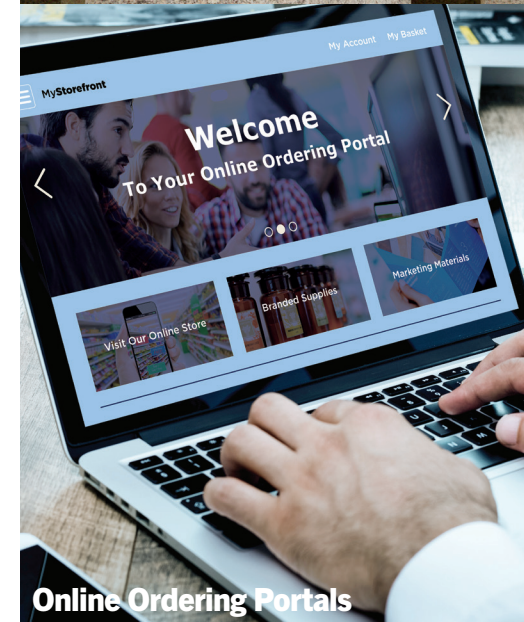 My Account My Basket
MyStorefront
Welcome
To Your Online Ordering Portal
Visit Our Online Store
Branded Supplies
Marketing Materials
Online Ordering Portals